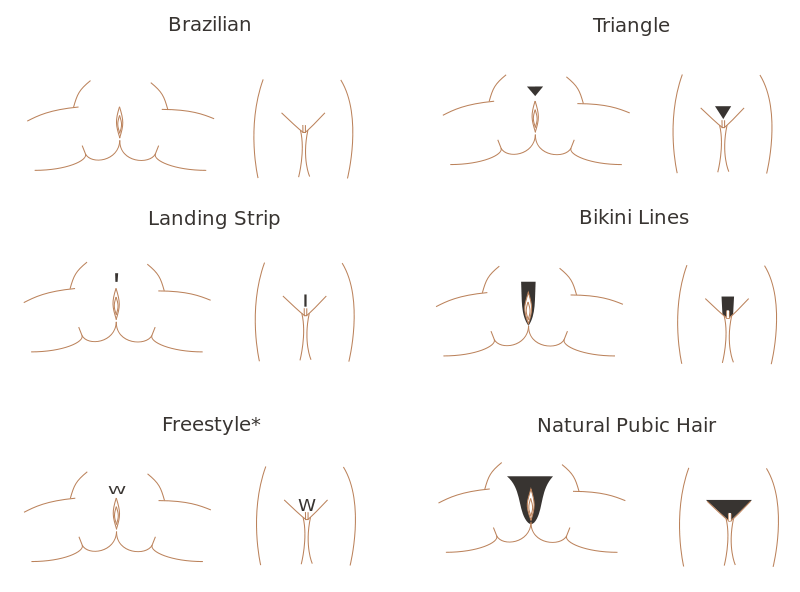 Brazilian
Triangle
Landing Strip
Bikini Lines
Freestyle*
Natural Pubic Hair
W
W